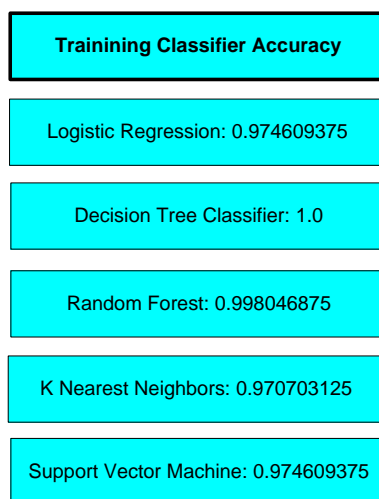 Trainining Classifier Accuracy
Logistic Regression: 0.974609375
Decision Tree Classifier: 1.0
Random Forest: 0.998046875
K Nearest Neighbors: 0.970703125
Support Vector Machine: 0.974609375